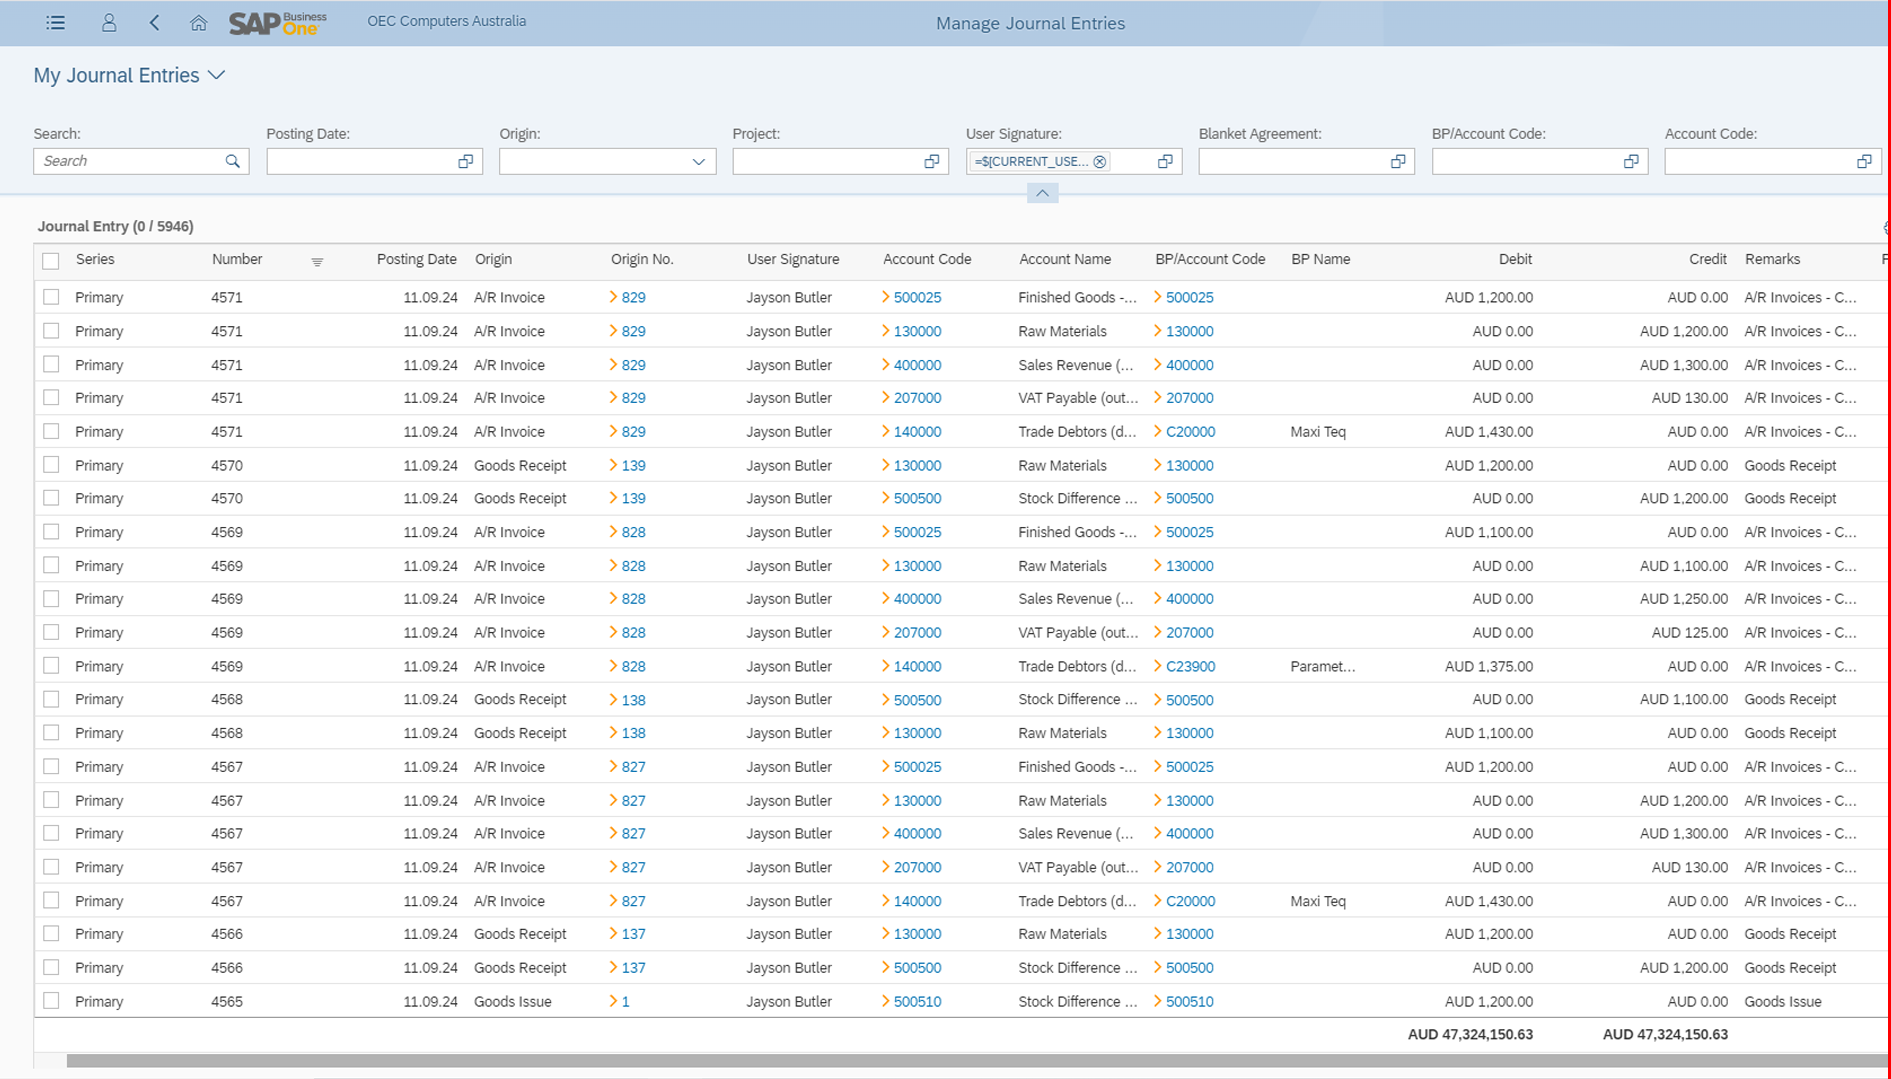 SAP Business One OEC Computers Australia Manage Journal Entries
My Journal Entries
Search: Posting Date: Origin: Project: User Signature: Blanket Agreement: BP/Account Code: Account Code:
Search =$[CURRENT_USE...
Journal Entry (0 / 5946)
Series Number Posting Date Origin Origin No. User Signature Account Code Account Name BP/Account Code BP Name Debit Credit Remarks
Primary 4571 11.09.24 A/R Invoice 829 Jayson Butler 500025 Finished Goods -... 500025 AUD 1,200.00 AUD 0.00 A/R Invoices - C...
Primary 4571 11.09.24 A/R Invoice 829 Jayson Butler 130000 Raw Materials 130000 AUD 0.00 AUD 1,200.00 A/R Invoices - C...
Primary 4571 11.09.24 A/R Invoice 829 Jayson Butler 400000 Sales Revenue (... 400000 AUD 0.00 AUD 1,300.00 A/R Invoices - C...
Primary 4571 11.09.24 A/R Invoice 829 Jayson Butler 207000 VAT Payable (out... 207000 AUD 0.00 AUD 130.00 A/R Invoices - C...
Primary 4571 11.09.24 A/R Invoice 829 Jayson Butler 140000 Trade Debtors (d... C20000 Maxi Teq AUD 1,430.00 AUD 0.00 A/R Invoices - C...
Primary 4570 11.09.24 Goods Receipt 139 Jayson Butler 130000 Raw Materials 130000 AUD 1,200.00 AUD 0.00 Goods Receipt
Primary 4570 11.09.24 Goods Receipt 139 Jayson Butler 500500 Stock Difference ... 500500 AUD 0.00 AUD 1,200.00 Goods Receipt
Primary 4569 11.09.24 A/R Invoice 828 Jayson Butler 500025 Finished Goods -... 500025 AUD 1,100.00 AUD 0.00 A/R Invoices - C...
Primary 4569 11.09.24 A/R Invoice 828 Jayson Butler 130000 Raw Materials 130000 AUD 0.00 AUD 1,100.00 A/R Invoices - C...
Primary 4569 11.09.24 A/R Invoice 828 Jayson Butler 400000 Sales Revenue (... 400000 AUD 0.00 AUD 1,250.00 A/R Invoices - C...
Primary 4569 11.09.24 A/R Invoice 828 Jayson Butler 207000 VAT Payable (out... 207000 AUD 0.00 AUD 125.00 A/R Invoices - C...
Primary 4569 11.09.24 A/R Invoice 828 Jayson Butler 140000 Trade Debtors (d... C23900 Paramet... AUD 1,375.00 AUD 0.00 A/R Invoices - C...
Primary 4568 11.09.24 Goods Receipt 138 Jayson Butler 500500 Stock Difference ... 500500 AUD 0.00 AUD 1,100.00 Goods Receipt
Primary 4568 11.09.24 Goods Receipt 138 Jayson Butler 130000 Raw Materials 130000 AUD 1,100.00 AUD 0.00 Goods Receipt
Primary 4567 11.09.24 A/R Invoice 827 Jayson Butler 500025 Finished Goods -... 500025 AUD 1,200.00 AUD 0.00 A/R Invoices - C...
Primary 4567 11.09.24 A/R Invoice 827 Jayson Butler 130000 Raw Materials 130000 AUD 0.00 AUD 1,200.00 A/R Invoices - C...
Primary 4567 11.09.24 A/R Invoice 827 Jayson Butler 400000 Sales Revenue (... 400000 AUD 0.00 AUD 1,300.00 A/R Invoices - C...
Primary 4567 11.09.24 A/R Invoice 827 Jayson Butler 207000 VAT Payable (out... 207000 AUD 0.00 AUD 130.00 A/R Invoices - C...
Primary 4567 11.09.24 A/R Invoice 827 Jayson Butler 140000 Trade Debtors (d... C20000 Maxi Teq AUD 1,430.00 AUD 0.00 A/R Invoices - C...
Primary 4566 11.09.24 Goods Receipt 137 Jayson Butler 130000 Raw Materials 130000 AUD 1,200.00 AUD 0.00 Goods Receipt
Primary 4566 11.09.24 Goods Receipt 137 Jayson Butler 500500 Stock Difference ... 500500 AUD 0.00 AUD 1,200.00 Goods Receipt
Primary 4565 11.09.24 Goods Issue 1 Jayson Butler 500510 Stock Difference ... 500510 AUD 1,200.00 AUD 0.00 Goods Issue
AUD 47,324,150.63 AUD 47,324,150.63